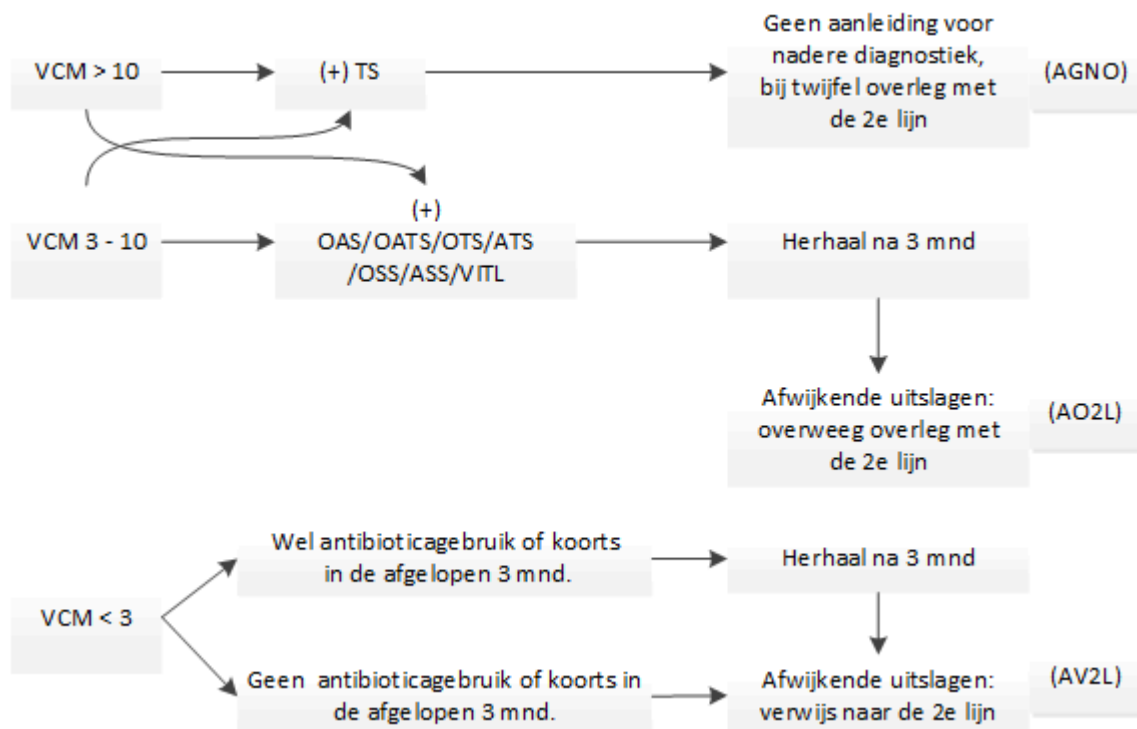 VCM > 10
(+) TS
Geen aanleiding voor
nadere diagnostiek,
bij twijfel overleg met
de 2e lijn
(AGNO)
VCM 3 - 10
(+)
OAS/OATS/OTS/ATS
/OSS/ASS/VITL
Herhaal na 3 mnd
Afwijkende uitslagen:
overweeg overleg met
de 2e lijn
(AO2L)
VCM < 3
Wel antibioticagebruik of koorts
in de afgelopen 3 mnd.
Herhaal na 3 mnd
Geen antibioticagebruik of koorts in
de afgelopen 3 mnd.
Afwijkende uitslagen:
verwijs naar de 2e lijn
(AV2L)